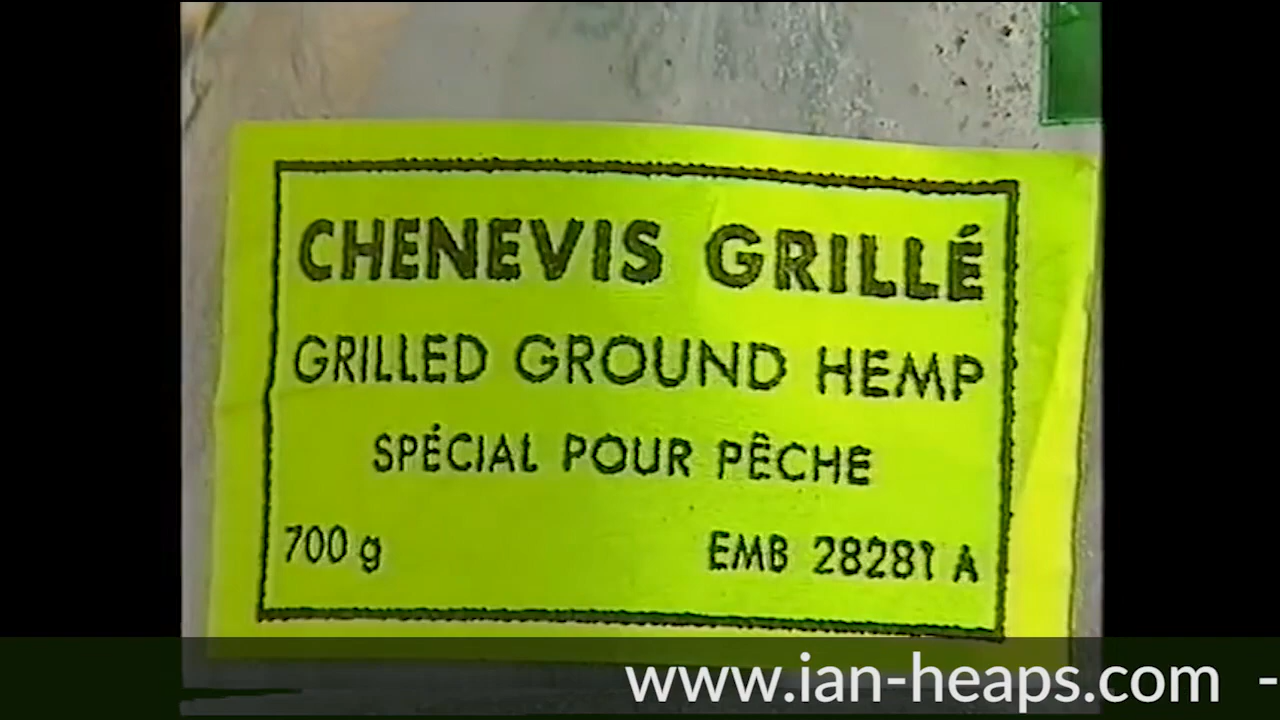 CHENEVIS GRILLÉ
GRILLED GROUND HEMP
SPÉCIAL POUR PÊCHE
700 g EMB 28281 A
www.ian-heaps.com -